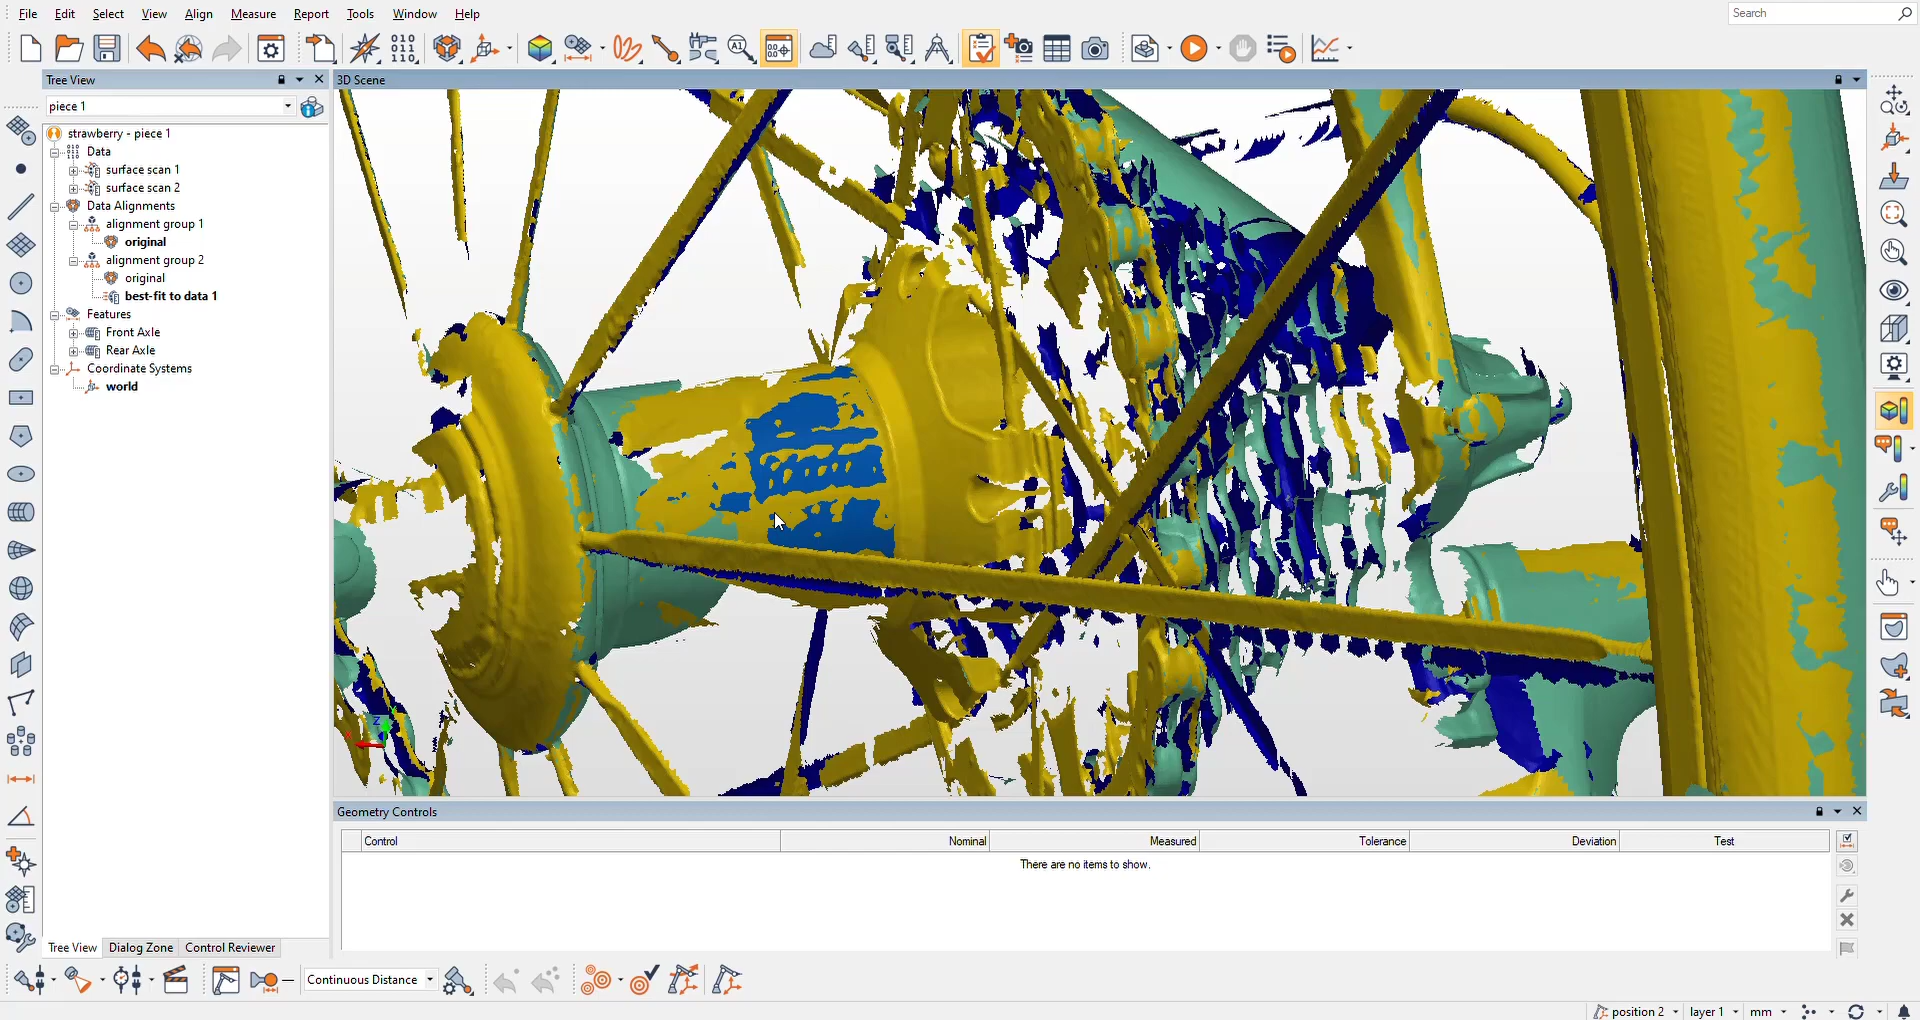 File Edit Select View Align Measure Report Tools Window Help
Search
Tree View
3D Scene
piece 1
strawberry - piece 1
Data
surface scan 1
surface scan 2
Data Alignments
alignment group 1
original
alignment group 2
original
best-fit to data 1
Features
Front Axle
Rear Axle
Coordinate Systems
world
Geometry Controls
Control Nominal Measured Tolerance Deviation Test
There are no items to show.
Tree View Dialog Zone Control Reviewer
Continuous Distance
position 2 layer 1 mm